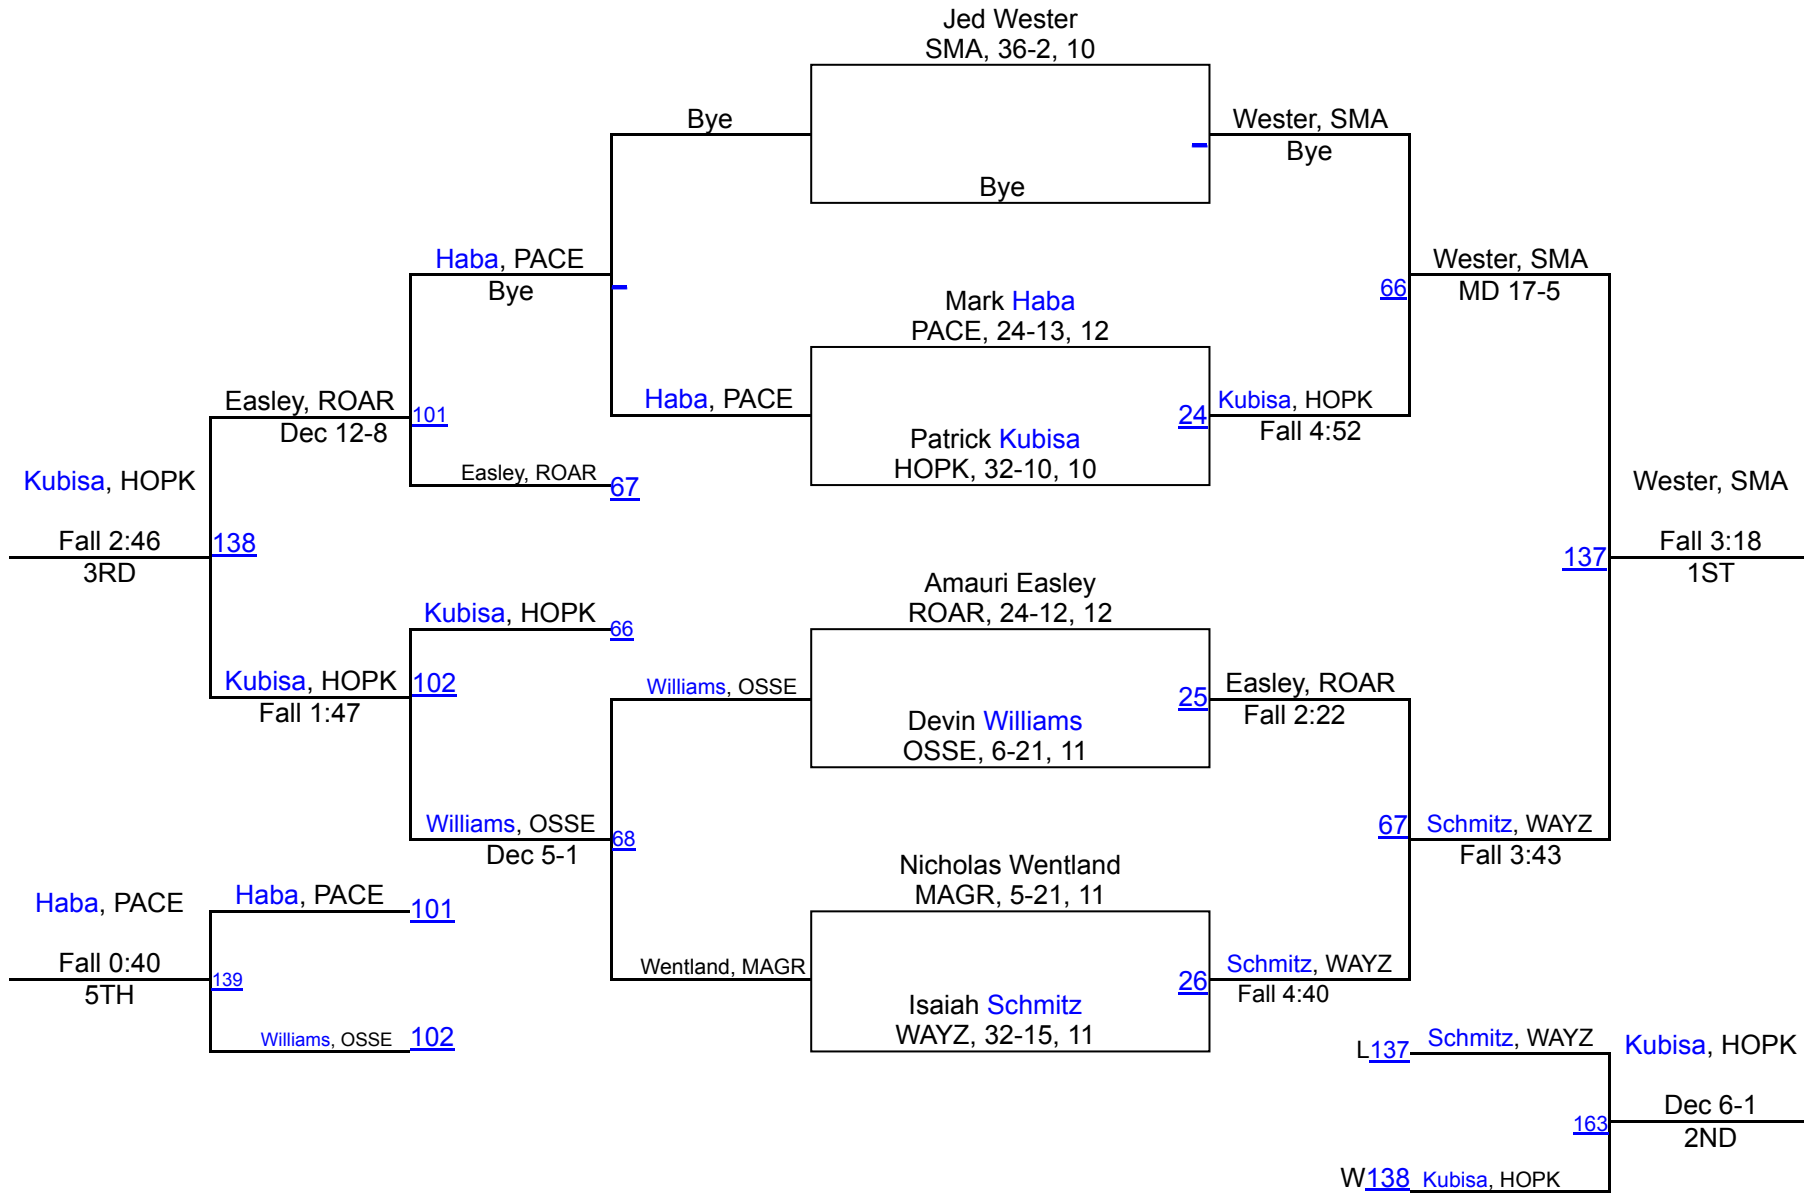 Jed Wester
SMA, 36-2, 10
Bye
Wester, SMA
Bye
Bye
Haba, PACE
Bye
Mark Haba
PACE, 24-13, 12
66
Wester, SMA
MD 17-5
Easley, ROAR
Dec 12-8
101
Haba, PACE
24
Kubisa, HOPK
Fall 4:52
Patrick Kubisa
HOPK, 32-10, 10
Easley, ROAR
67
Kubisa, HOPK
Fall 2:46
3RD
138
Wester, SMA
137
Fall 3:18
1ST
Amauri Easley
ROAR, 24-12, 12
Kubisa, HOPK
66
Kubisa, HOPK
Fall 1:47
102
Williams, OSSE
25
Easley, ROAR
Fall 2:22
Devin Williams
OSSE, 6-21, 11
Williams, OSSE
Dec 5-1
68
67
Schmitz, WAYZ
Fall 3:43
Nicholas Wentland
MAGR, 5-21, 11
Haba, PACE
Fall 0:40
5TH
Haba, PACE
101
139
Williams, OSSE
102
Wentland, MAGR
26
Schmitz, WAYZ
Fall 4:40
Isaiah Schmitz
WAYZ, 32-15, 11
L137
Schmitz, WAYZ
Kubisa, HOPK
163
Dec 6-1
2ND
W138
Kubisa, HOPK